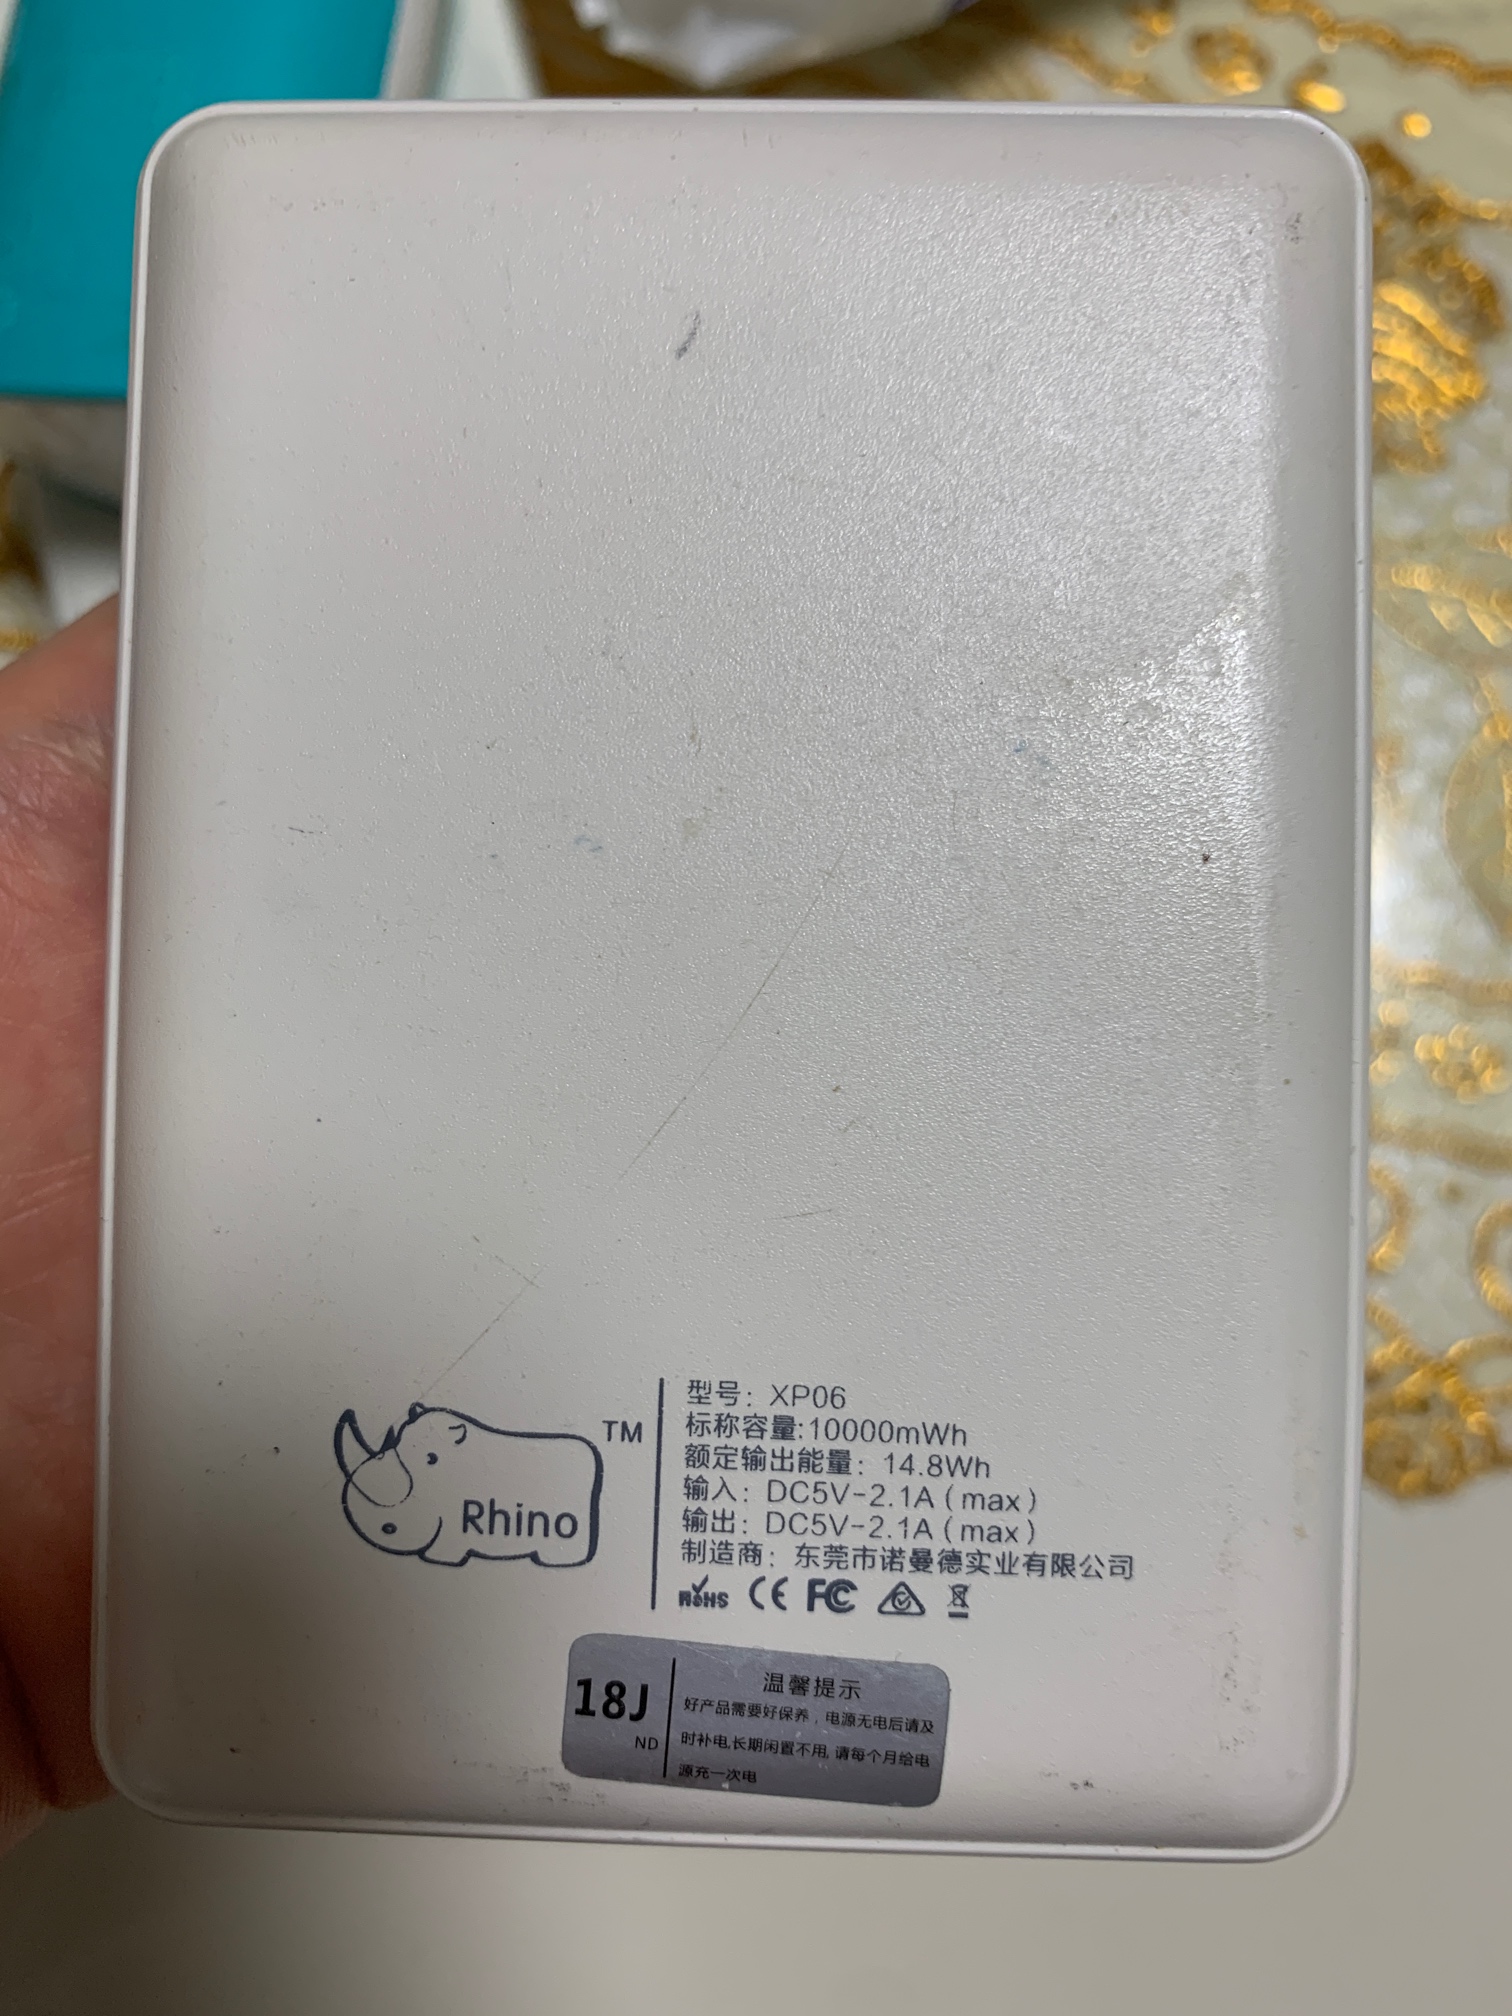 Rhino
TM
型号：XP06
标称容量:10000mWh
额定输出能量：14.8Wh
输入：DC5V-2.1A(max)
输出：DC5V-2.1A(max)
制造商：东莞市诺曼德实业有限公司
RoHS CE FC
18J
ND
温馨提示
好产品需要好保养，电源无电后请及
时补电,长期闲置不用,请每个月给电
源充一次电